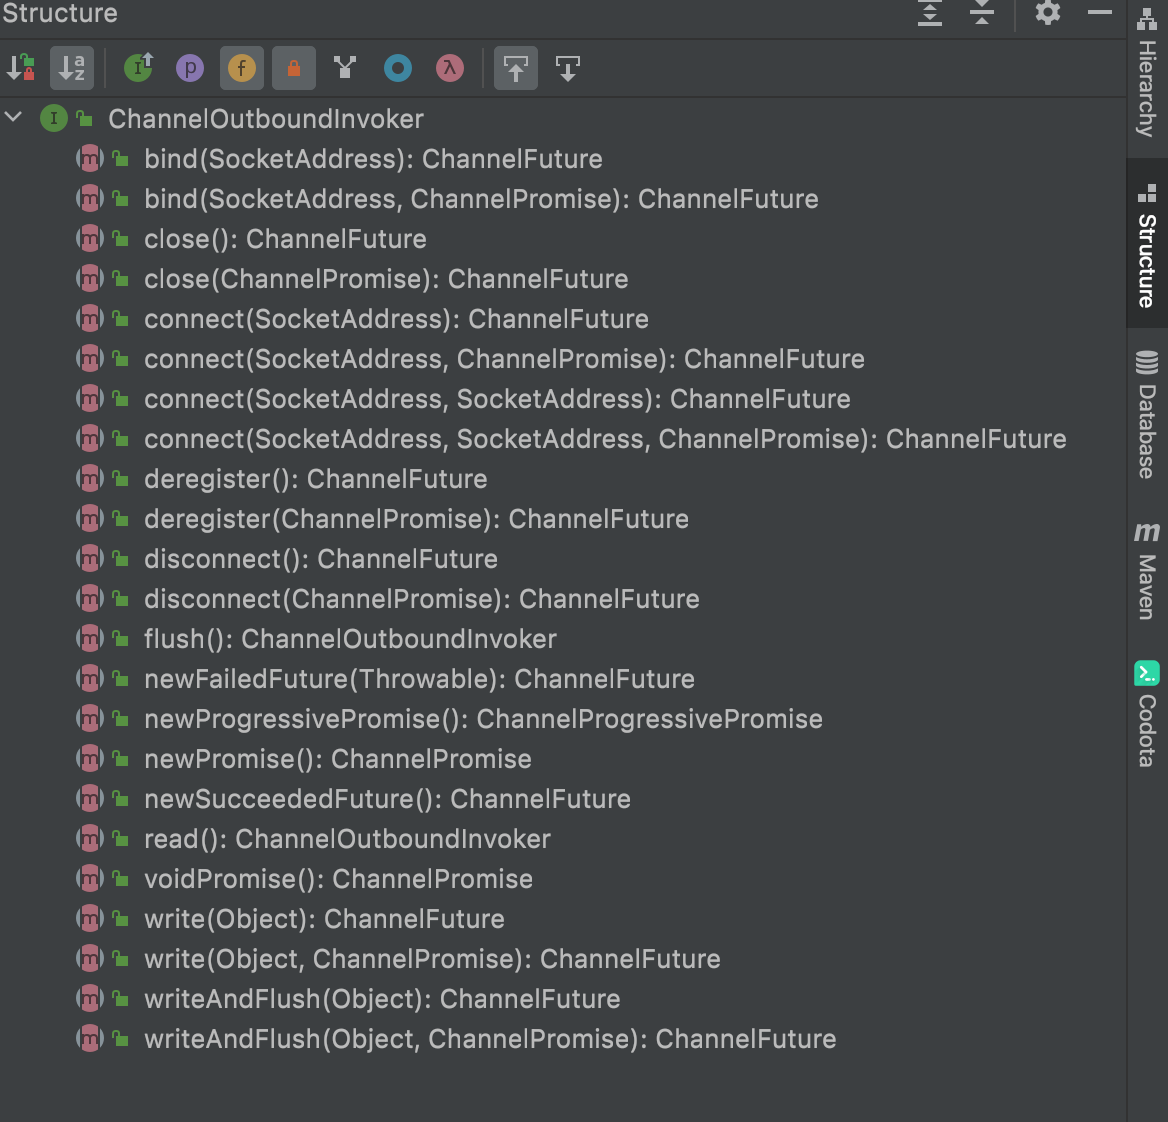 Structure
ChannelOutboundInvoker
bind(SocketAddress): ChannelFuture
bind(SocketAddress, ChannelPromise): ChannelFuture
close(): ChannelFuture
close(ChannelPromise): ChannelFuture
connect(SocketAddress): ChannelFuture
connect(SocketAddress, ChannelPromise): ChannelFuture
connect(SocketAddress, SocketAddress): ChannelFuture
connect(SocketAddress, SocketAddress, ChannelPromise): ChannelFuture
deregister(): ChannelFuture
deregister(ChannelPromise): ChannelFuture
disconnect(): ChannelFuture
disconnect(ChannelPromise): ChannelFuture
flush(): ChannelOutboundInvoker
newFailedFuture(Throwable): ChannelFuture
newProgressivePromise(): ChannelProgressivePromise
newPromise(): ChannelPromise
newSucceededFuture(): ChannelFuture
read(): ChannelOutboundInvoker
voidPromise(): ChannelPromise
write(Object): ChannelFuture
write(Object, ChannelPromise): ChannelFuture
writeAndFlush(Object): ChannelFuture
writeAndFlush(Object, ChannelPromise): ChannelFuture
Hierarchy
Structure
Database
Maven
Codota